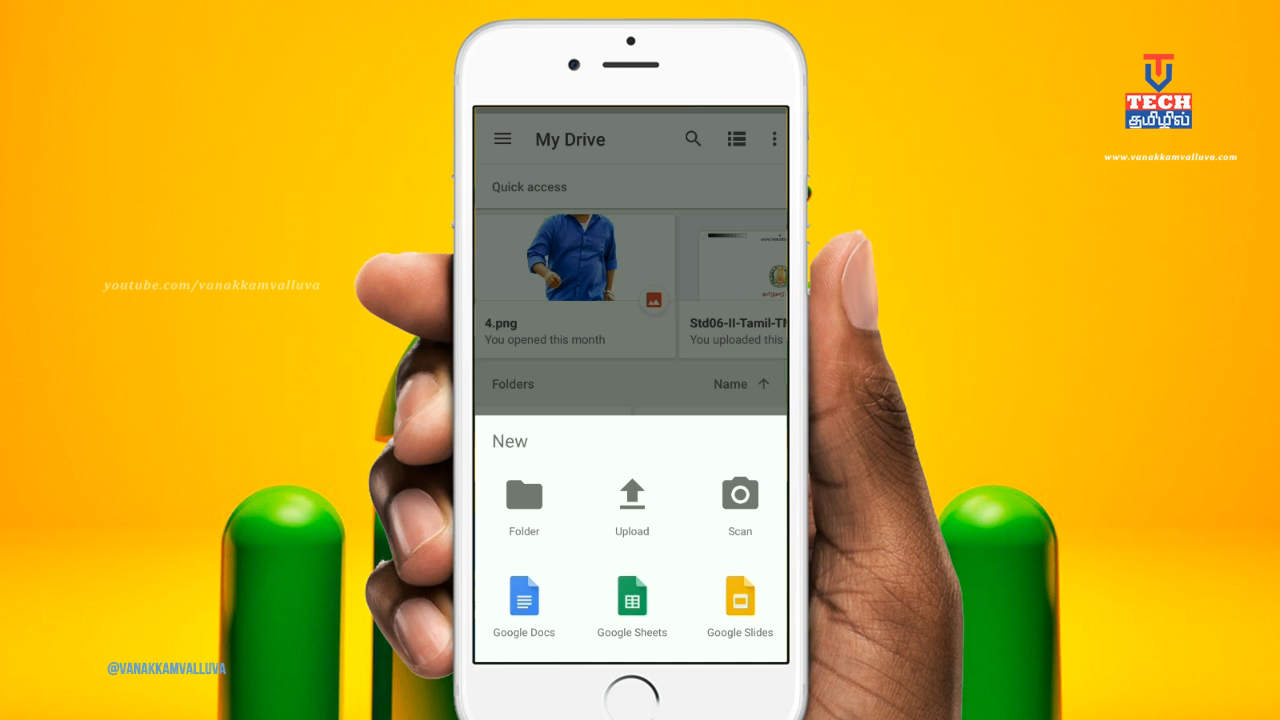 TECH
தமிழில்
www.vanakkamvalluva.com
My Drive
Quick access
youtube.com/vanakkamvalluva
4.png
You opened this month
Std06-II-Tamil-T
You uploaded this
Folders
Name
New
Folder
Upload
Scan
Google Docs
Google Sheets
Google Slides
@VANAKKAMVALLUVA